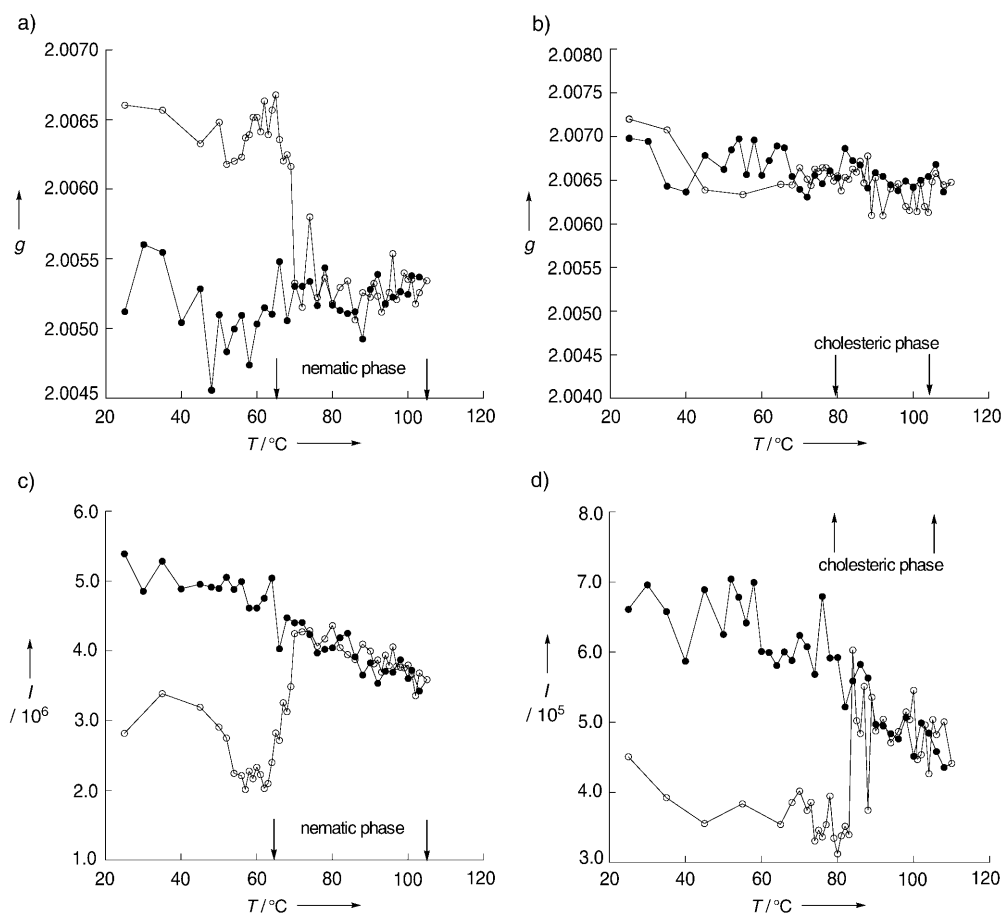 a)
2.0070
2.0065
2.0060
g
2.0055
2.0050
nematic phase
2.0045
20 40 60 80 100 120
T / °C
b)
2.0080
2.0075
2.0070
2.0065
2.0060
g
2.0055
2.0050
cholesteric phase
2.0045
2.0040
20 40 60 80 100 120
T / °C
c)
6.0
5.0
4.0
I
/ 10⁶
3.0
2.0
nematic phase
1.0
20 40 60 80 100 120
T / °C
d)
8.0
cholesteric phase
7.0
6.0
I
/ 10⁵
5.0
4.0
3.0
20 40 60 80 100 120
T / °C